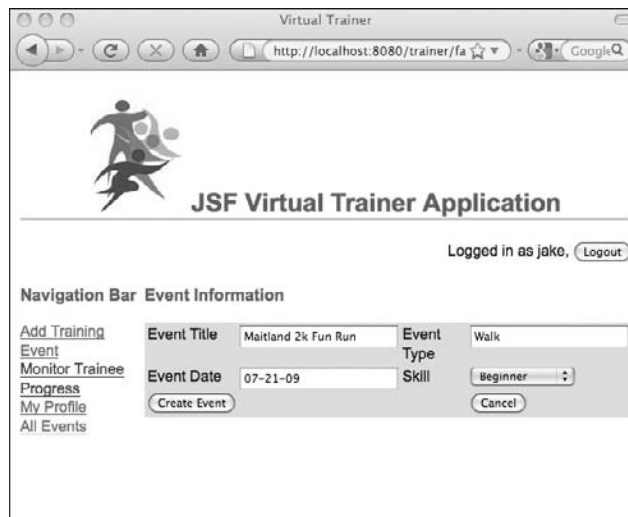 Virtual Trainer
http://localhost:8080/trainer/fa
Google
JSF Virtual Trainer Application
Logged in as jake, Logout
Navigation Bar Event Information
Add Training
Event
Monitor Trainee
Progress
My Profile
All Events
Event Title Maitland 2k Fun Run Event
Type Walk
Event Date 07-21-09 Skill Beginner
Create Event Cancel